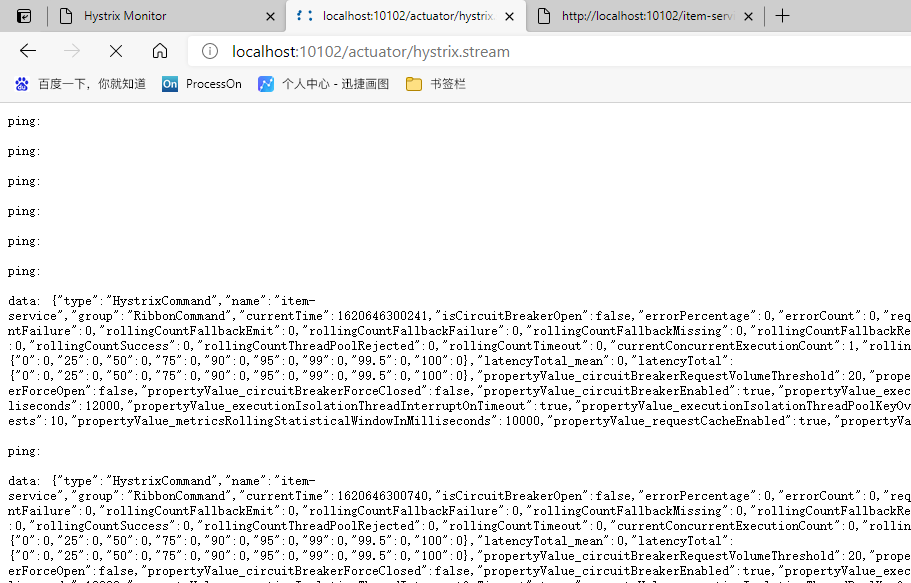 Hystrix Monitor
localhost:10102/actuator/hystrix.
http://localhost:10102/item-serv
localhost:10102/actuator/hystrix.stream
百度一下，你就知道 On ProcessOn 个人中心 - 迅捷画图 书签栏
ping:
ping:
ping:
ping:
ping:
ping:
data: {"type":"HystrixCommand","name":"item-
service","group":"RibbonCommand","currentTime":1620646300241,"isCircuitBreakerOpen":false,"errorPercentage":0,"errorCount":0,"req
ntFailure":0,"rollingCountFallbackEmit":0,"rollingCountFallbackFailure":0,"rollingCountFallbackMissing":0,"rollingCountFallbackRe
:0,"rollingCountSuccess":0,"rollingCountThreadPoolRejected":0,"rollingCountTimeout":0,"currentConcurrentExecutionCount":1,"rollin
{"0":0,"25":0,"50":0,"75":0,"90":0,"95":0,"99":0,"99.5":0,"100":0},"latencyTotal_mean":0,"latencyTotal":
{"0":0,"25":0,"50":0,"75":0,"90":0,"95":0,"99":0,"99.5":0,"100":0},"propertyValue_circuitBreakerRequestVolumeThreshold":20,"prope
erForceOpen":false,"propertyValue_circuitBreakerForceClosed":false,"propertyValue_circuitBreakerEnabled":true,"propertyValue_exec
liseconds":12000,"propertyValue_executionIsolationThreadInterruptOnTimeout":true,"propertyValue_executionIsolationThreadPoolKeyOv
ests":10,"propertyValue_metricsRollingStatisticalWindowInMilliseconds":10000,"propertyValue_requestCacheEnabled":true,"propertyVa
ping:
data: {"type":"HystrixCommand","name":"item-
service","group":"RibbonCommand","currentTime":1620646300740,"isCircuitBreakerOpen":false,"errorPercentage":0,"errorCount":0,"req
ntFailure":0,"rollingCountFallbackEmit":0,"rollingCountFallbackFailure":0,"rollingCountFallbackMissing":0,"rollingCountFallbackRe
:0,"rollingCountSuccess":0,"rollingCountThreadPoolRejected":0,"rollingCountTimeout":0,"currentConcurrentExecutionCount":0,"rollin
{"0":0,"25":0,"50":0,"75":0,"90":0,"95":0,"99":0,"99.5":0,"100":0},"latencyTotal_mean":0,"latencyTotal":
{"0":0,"25":0,"50":0,"75":0,"90":0,"95":0,"99":0,"99.5":0,"100":0},"propertyValue_circuitBreakerRequestVolumeThreshold":20,"prope
erForceOpen":false,"propertyValue_circuitBreakerForceClosed":false,"propertyValue_circuitBreakerEnabled":true,"propertyValue_exec